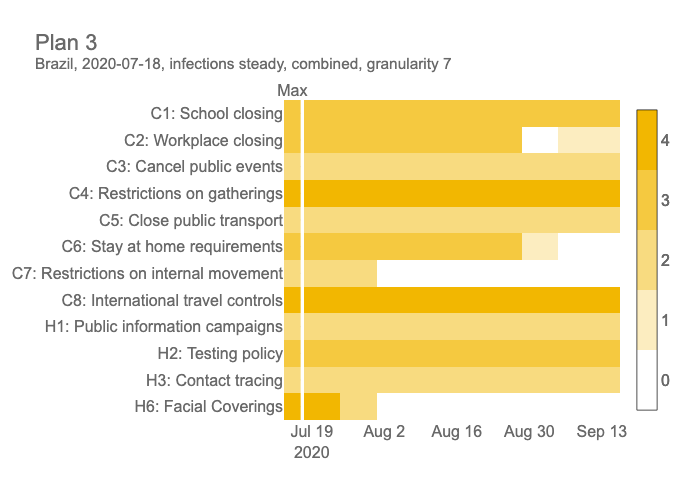 Plan 3
Brazil, 2020-07-18, infections steady, combined, granularity 7
Max
C1: School closing
C2: Workplace closing
C3: Cancel public events
C4: Restrictions on gatherings
C5: Close public transport
C6: Stay at home requirements
C7: Restrictions on internal movement
C8: International travel controls
H1: Public information campaigns
H2: Testing policy
H3: Contact tracing
H6: Facial Coverings
Jul 19 Aug 2 Aug 16 Aug 30 Sep 13
2020
4
3
2
1
0